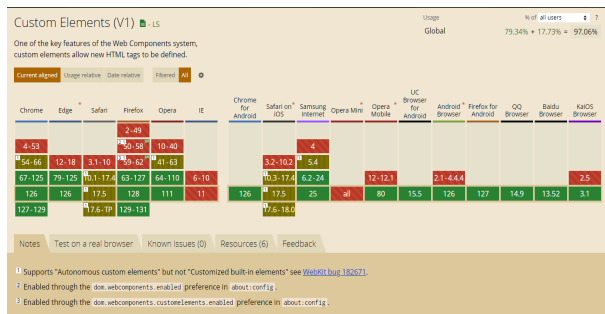 Custom Elements (V1) - LS
Usage % of all users ?
Global 79.34% + 17.73% = 97.06%
One of the key features of the Web Components system,
custom elements allow new HTML tags to be defined.
Current aligned Usage relative Date relative Filtered All
Chrome Edge * Safari Firefox Opera IE Chrome for Android Safari on iOS * Samsung Internet Opera Mini * Opera Mobile * UC Browser for Android Android Browser * Firefox for Android QQ Browser Baidu Browser KaiOS Browser
2-49
4-53 50-58 10-40 4
54-66 12-18 3.1-10 59-62 41-63 3.2-10.2 5.4
67-125 79-125 10.1-17.4 63-127 64-110 6-10 10.3-17.4 6.2-24 12-12.1 2.1-4.4.4 2.5
126 126 17.5 128 111 11 126 17.5 25 all 80 15.5 126 127 14.9 13.52 3.1
127-129 17.6-TP 129-131 17.6-18.0
Notes Test on a real browser Known issues (0) Resources (6) Feedback
1 Supports "Autonomous custom elements" but not "Customized built-in elements" see WebKit bug 182671.
2 Enabled through the dom.webcomponents.enabled preference in about:config.
3 Enabled through the dom.webcomponents.customelements.enabled preference in about:config.